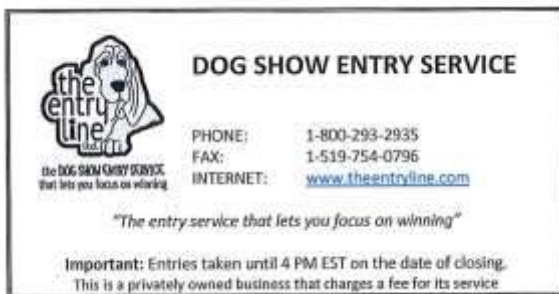 the
entry
line
ltd.
the DOG SHOW ENTRY SERVICE
that lets you focus on winning
DOG SHOW ENTRY SERVICE
PHONE: 1-800-293-2935
FAX: 1-519-754-0796
INTERNET: www.theentryline.com
"The entry service that lets you focus on winning"
Important: Entries taken until 4 PM EST on the date of closing.
This is a privately owned business that charges a fee for its service